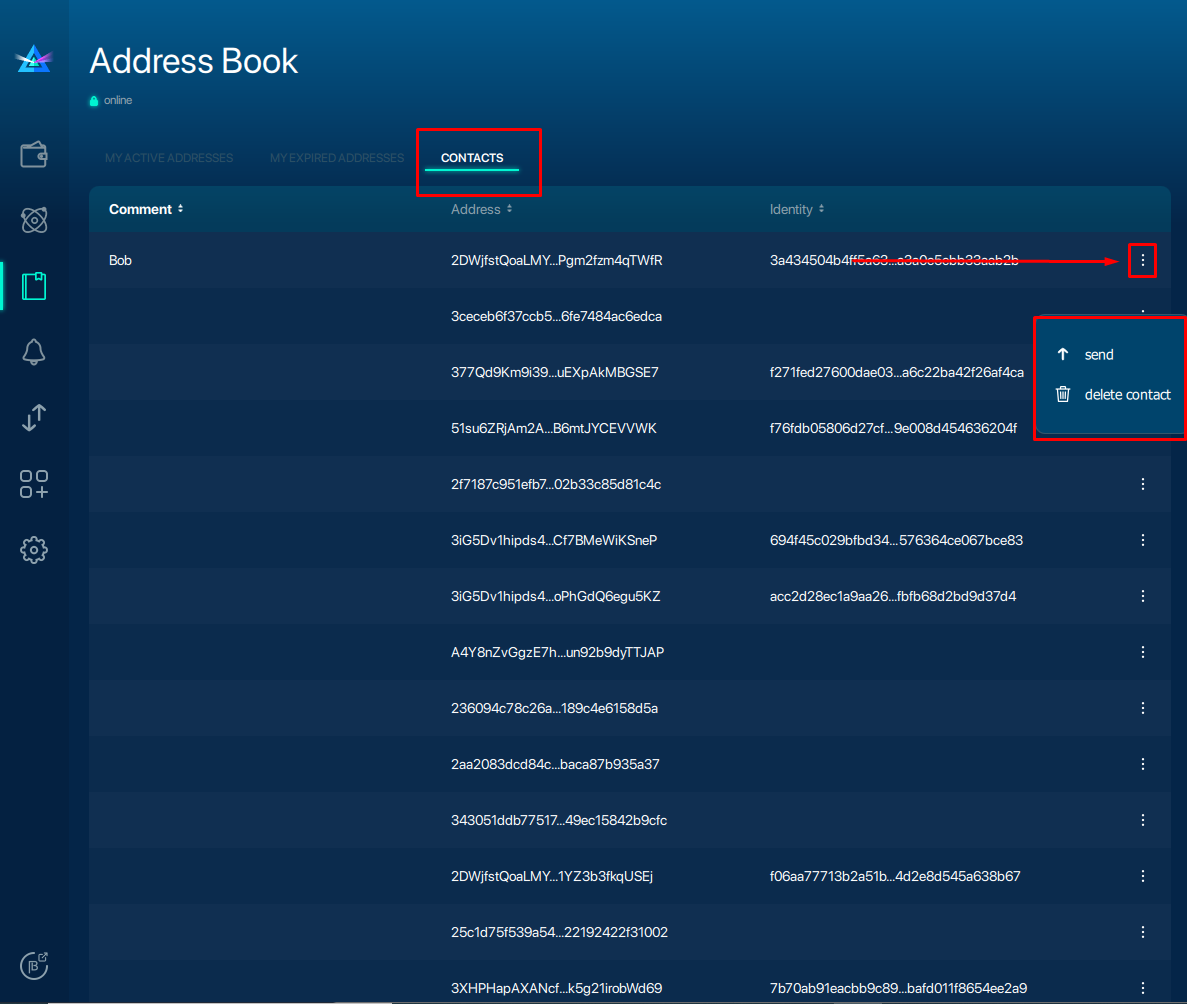 Address Book
online
MY ACTIVE ADDRESSES MY EXPIRED ADDRESSES CONTACTS
Comment Address Identity
Bob 2DWjfstQoaLMY...Pgm2fzm4qTWfR 3a434504b4ff5a63...a3a0c5cbb33aab2b
3ceceb6f37ccb5...6fe7484ac6edca
send
377Qd9Km9i39...uEXpAkMBGSE7 f271fed27600dae03...a6c22ba42f26af4ca
delete contact
51su6ZRjAm2A...B6mtJYCEVVWK f76fdb05806d27cf...9e008d454636204f
2f7187c951efb7...02b33c85d81c4c
3iG5Dv1hipds4...Cf7BMeWiKSneP 694f45c029bfbd34...576364ce067bce83
3iG5Dv1hipds4...oPhGdQ6egu5KZ acc2d28ec1a9aa26...fbfb68d2bd9d37d4
A4Y8nZvGgzE7h...un92b9dyTTJAP
236094c78c26a...189c4e6158d5a
2aa2083dcd84c...baca87b935a37
343051ddb77517...49ec15842b9cfc
2DWjfstQoaLMY...1YZ3b3fkqUSEj f06aa77713b2a51b...4d2e8d545a638b67
25c1d75f539a54...22192422f31002
3XHPHapAXANcf...k5g21irobWd69 7b70ab91eacbb9c89...bafd011f8654ee2a9